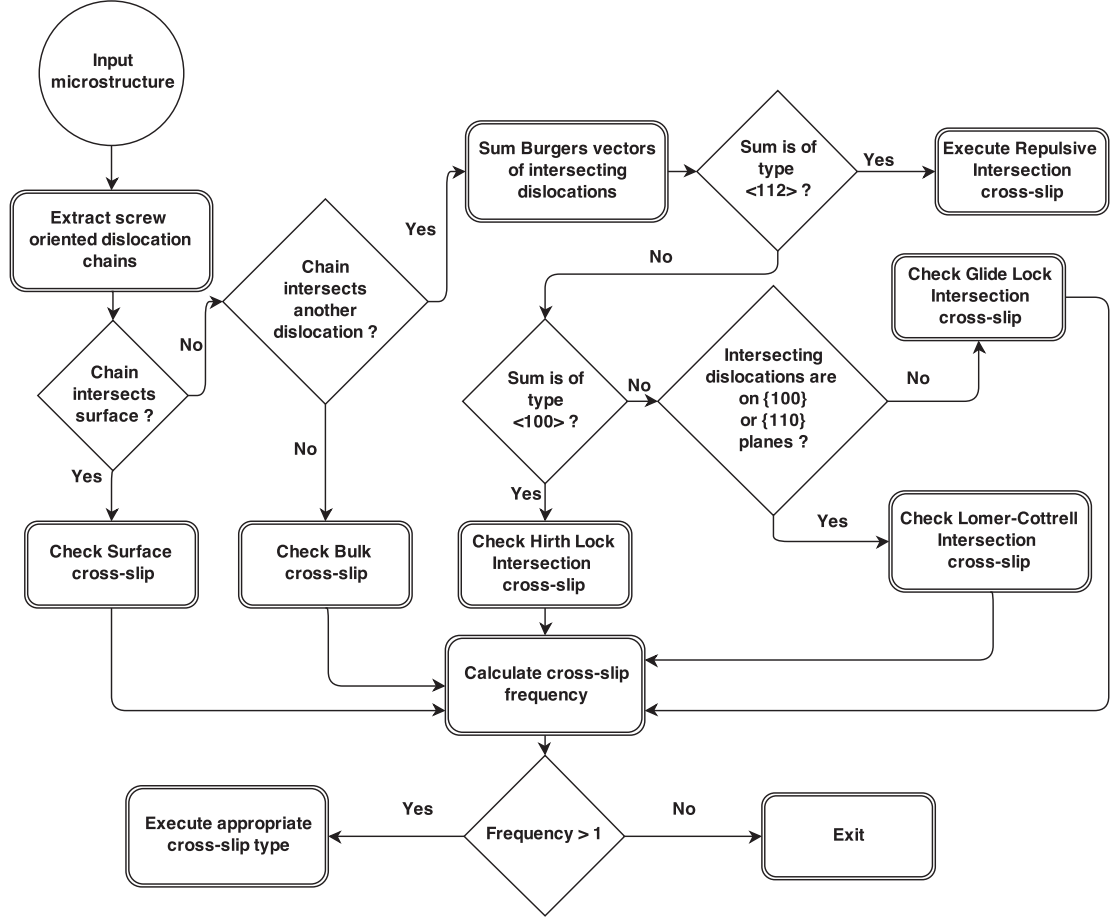 Input
microstructure
Extract screw
oriented dislocation
chains
Chain
intersects
surface ?
No
Yes
Check Surface
cross-slip
Chain
intersects
another
dislocation ?
Yes
No
Check Bulk
cross-slip
Sum Burgers vectors
of intersecting
dislocations
Sum is of
type
<112> ?
Yes
Execute Repulsive
Intersection
cross-slip
No
Sum is of
type
<100> ?
No
Yes
Check Hirth Lock
Intersection
cross-slip
Intersecting
dislocations are
on {100}
or {110}
planes ?
No
Check Glide Lock
Intersection
cross-slip
Yes
Check Lomer-Cottrell
Intersection
cross-slip
Calculate cross-slip
frequency
Frequency > 1
Yes
Execute appropriate
cross-slip type
No
Exit